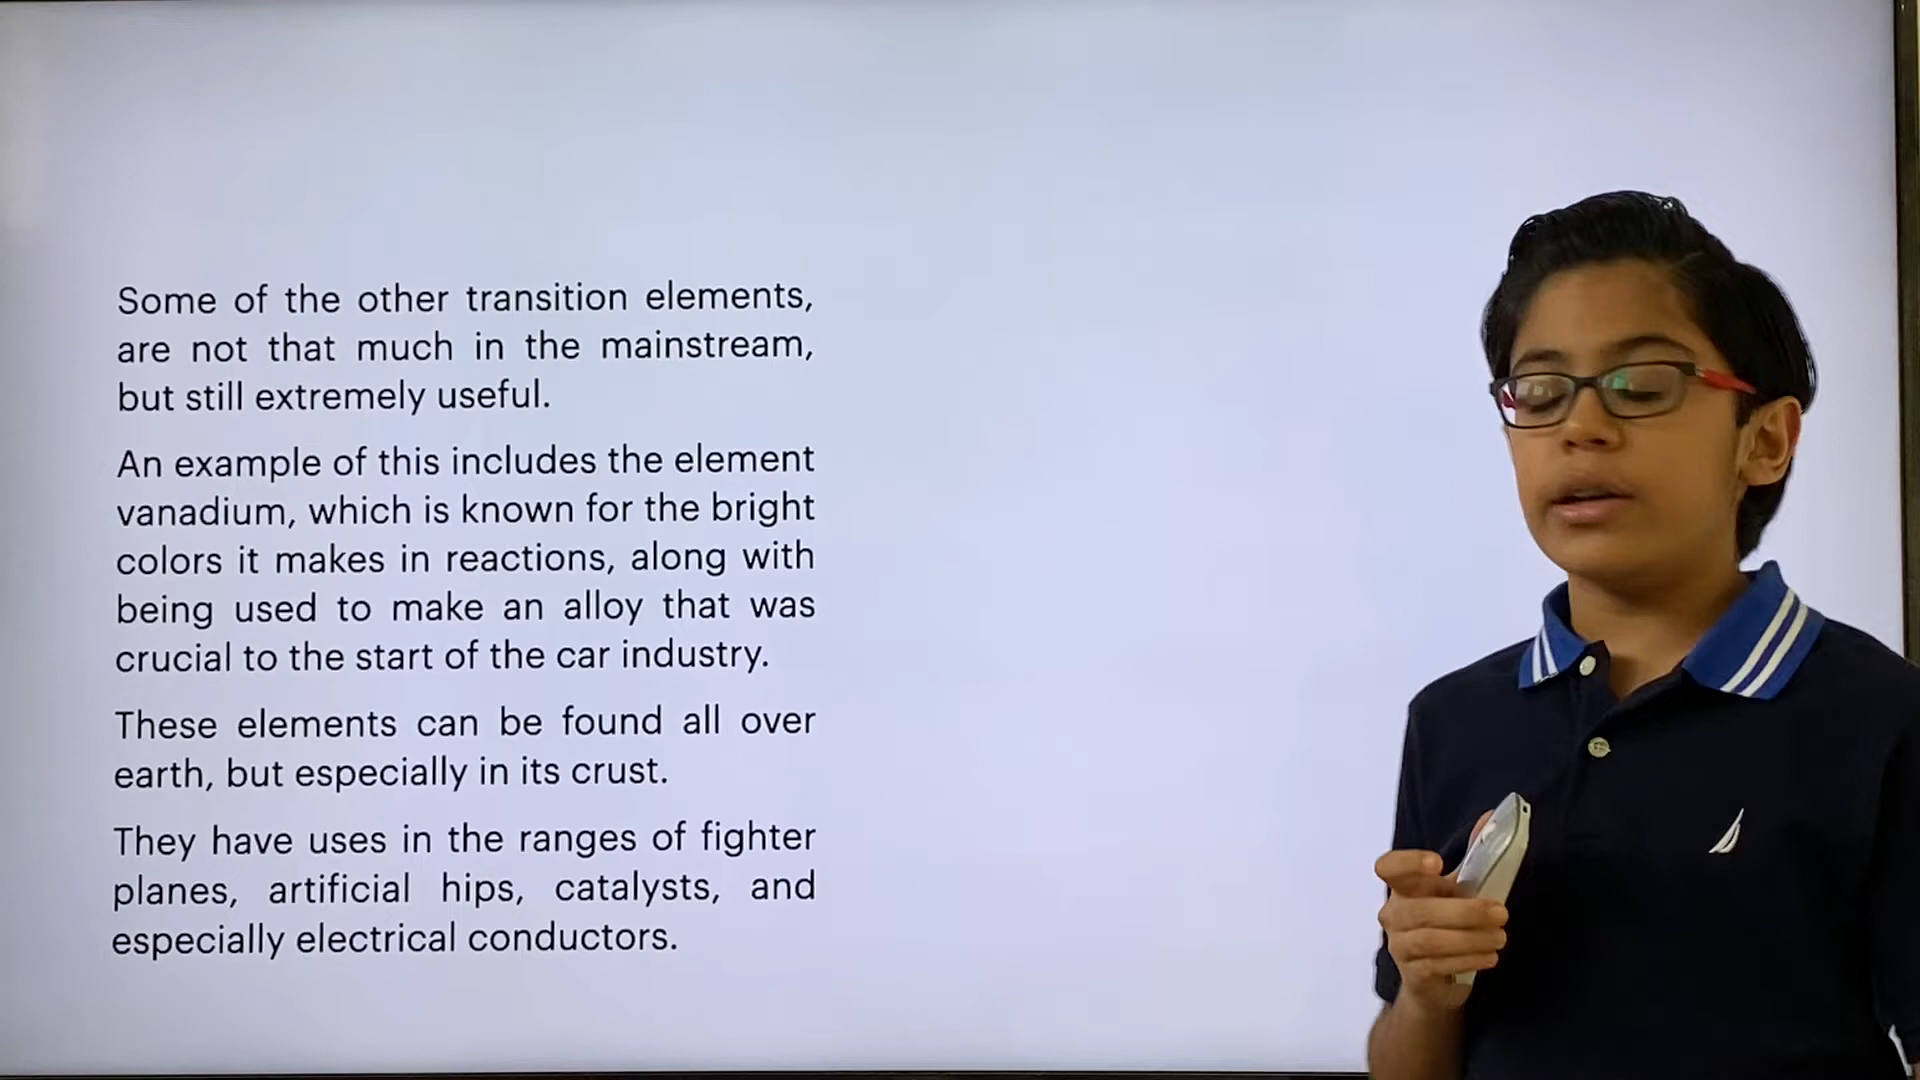 Some of the other transition elements,
are not that much in the mainstream,
but still extremely useful.
An example of this includes the element
vanadium, which is known for the bright
colors it makes in reactions, along with
being used to make an alloy that was
crucial to the start of the car industry.
These elements can be found all over
earth, but especially in its crust.
They have uses in the ranges of fighter
planes, artificial hips, catalysts, and
especially electrical conductors.